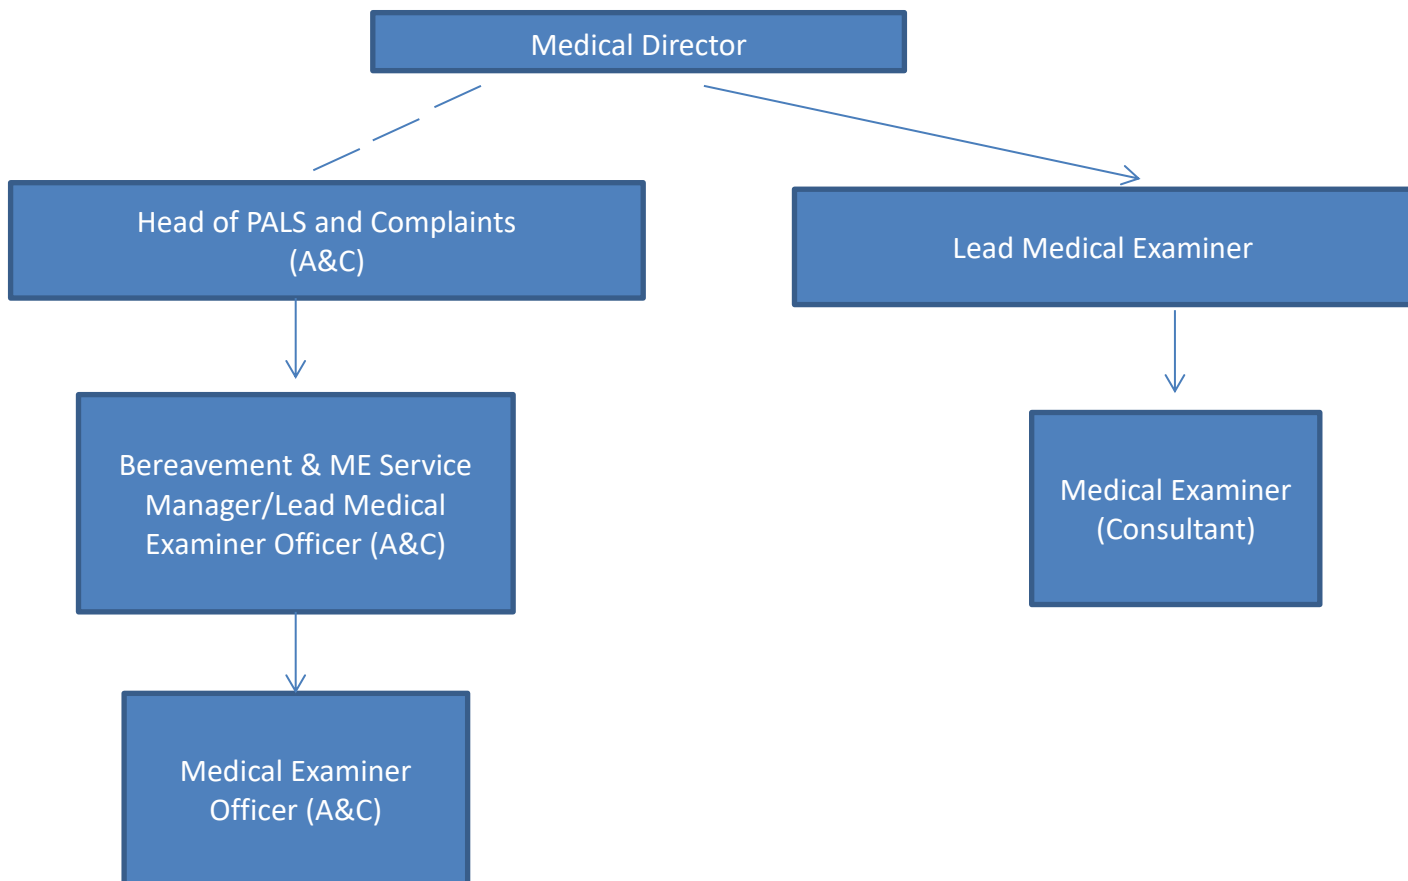 Medical Director
Head of PALS and Complaints
(A&C)
Lead Medical Examiner
Bereavement & ME Service
Manager/Lead Medical
Examiner Officer (A&C)
Medical Examiner
(Consultant)
Medical Examiner
Officer (A&C)